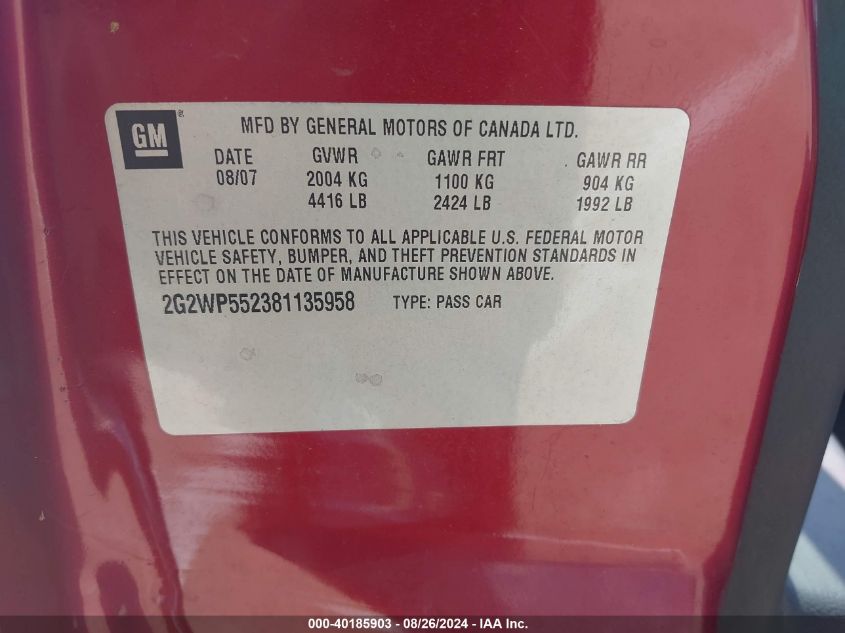 GM ®
MFD BY GENERAL MOTORS OF CANADA LTD.
DATE GVWR GAWR FRT GAWR RR
08/07 2004 KG 1100 KG 904 KG
4416 LB 2424 LB 1992 LB
THIS VEHICLE CONFORMS TO ALL APPLICABLE U.S. FEDERAL MOTOR
VEHICLE SAFETY, BUMPER, AND THEFT PREVENTION STANDARDS IN
EFFECT ON THE DATE OF MANUFACTURE SHOWN ABOVE.
2G2WP552381135958 TYPE: PASS CAR
000-40185903 - 08/26/2024 - IAA Inc.